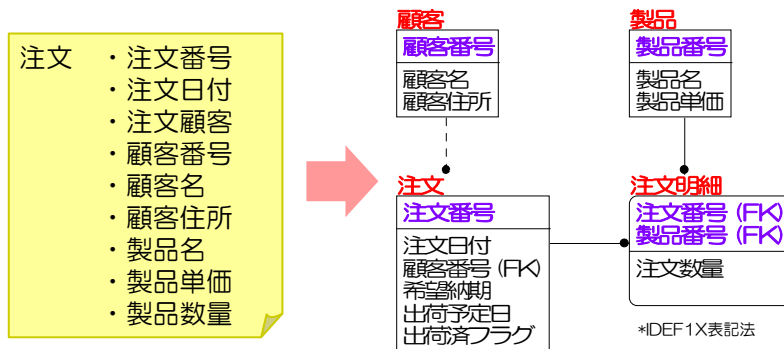 注文 ・注文番号
・注文日付
・注文顧客
・顧客番号
・顧客名
・顧客住所
・製品名
・製品単価
・製品数量
顧客
顧客番号
顧客名
顧客住所
製品
製品番号
製品名
製品単価
注文
注文番号
注文日付
顧客番号 (FK)
希望納期
出荷予定日
出荷済フラグ
注文明細
注文番号 (FK)
製品番号 (FK)
注文数量
*IDEF1X表記法